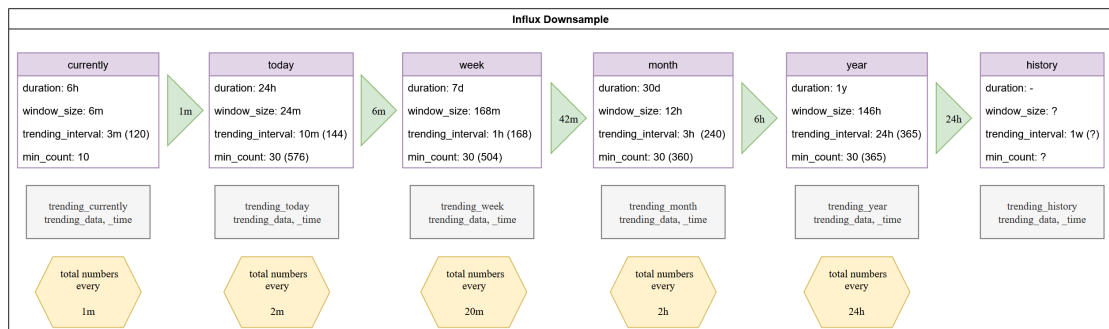 Influx Downsample
currently
duration: 6h
window_size: 6m
trending_interval: 3m (120)
min_count: 10
1m
today
duration: 24h
window_size: 24m
trending_interval: 10m (144)
min_count: 30 (576)
6m
week
duration: 7d
window_size: 168m
trending_interval: 1h (168)
min_count: 30 (504)
42m
month
duration: 30d
window_size: 12h
trending_interval: 3h (240)
min_count: 30 (360)
6h
year
duration: 1y
window_size: 146h
trending_interval: 24h (365)
min_count: 30 (365)
24h
history
duration: -
window_size: ?
trending_interval: 1w (?)
min_count: ?
trending_currently
trending_data, _time
trending_today
trending_data, _time
trending_week
trending_data, _time
trending_month
trending_data, _time
trending_year
trending_data, _time
trending_history
trending_data, _time
total numbers
every
1m
total numbers
every
2m
total numbers
every
20m
total numbers
every
2h
total numbers
every
24h